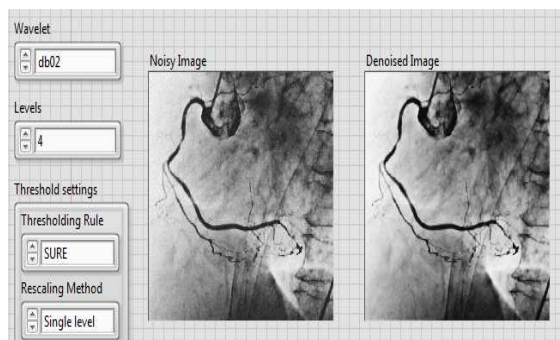 Wavelet
db02
Levels
4
Threshold settings
Thresholding Rule
SURE
Rescaling Method
Single level
Noisy Image
Denoised Image